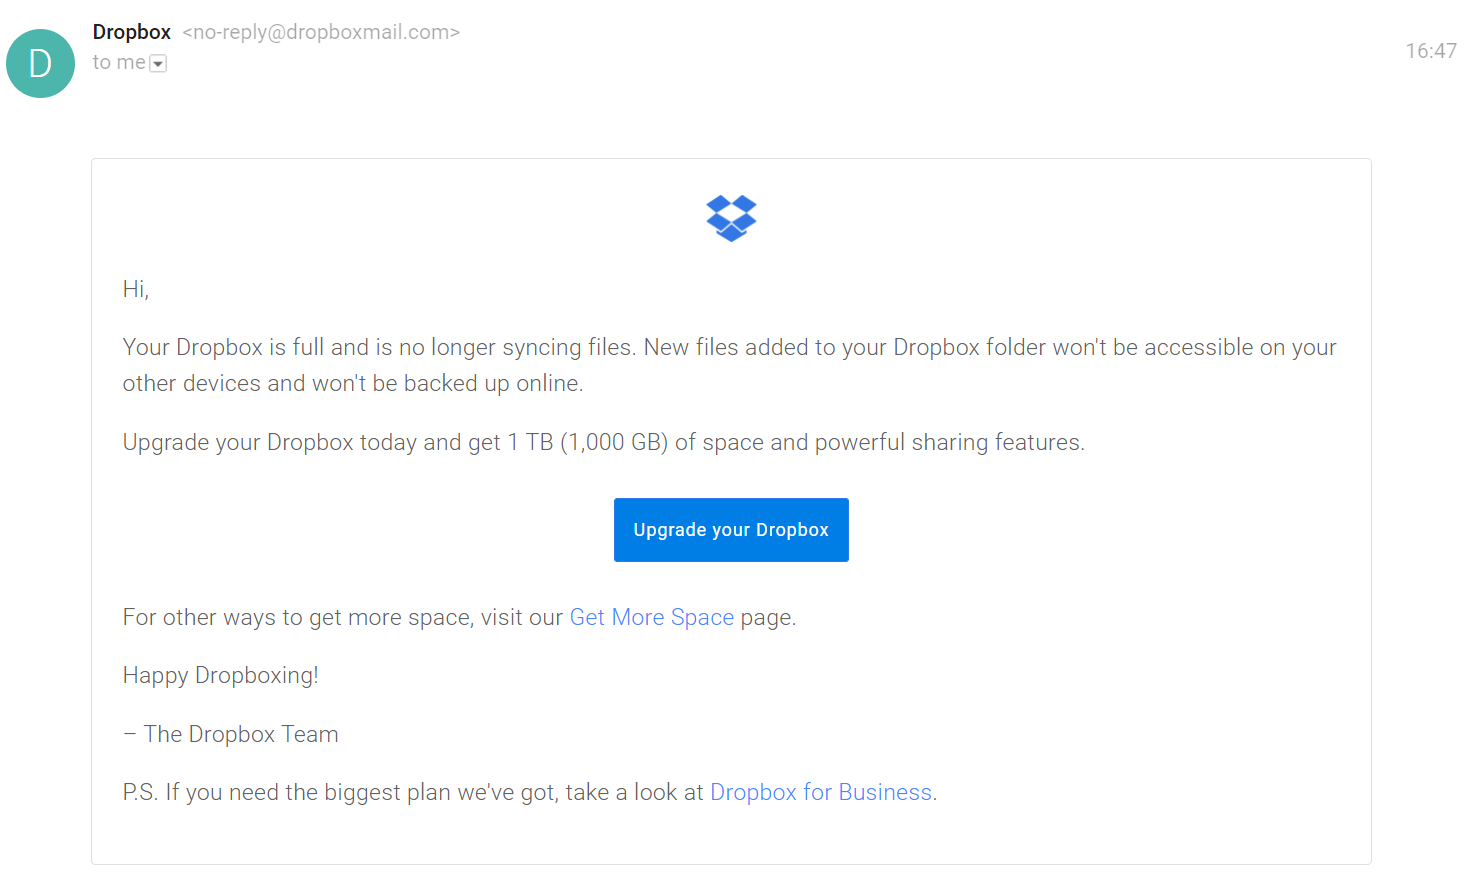 Dropbox <no-reply@dropboxmail.com>
to me
16:47
D
Hi,
Your Dropbox is full and is no longer syncing files. New files added to your Dropbox folder won't be accessible on your
other devices and won't be backed up online.
Upgrade your Dropbox today and get 1 TB (1,000 GB) of space and powerful sharing features.
Upgrade your Dropbox
For other ways to get more space, visit our Get More Space page.
Happy Dropboxing!
– The Dropbox Team
P.S. If you need the biggest plan we've got, take a look at Dropbox for Business.